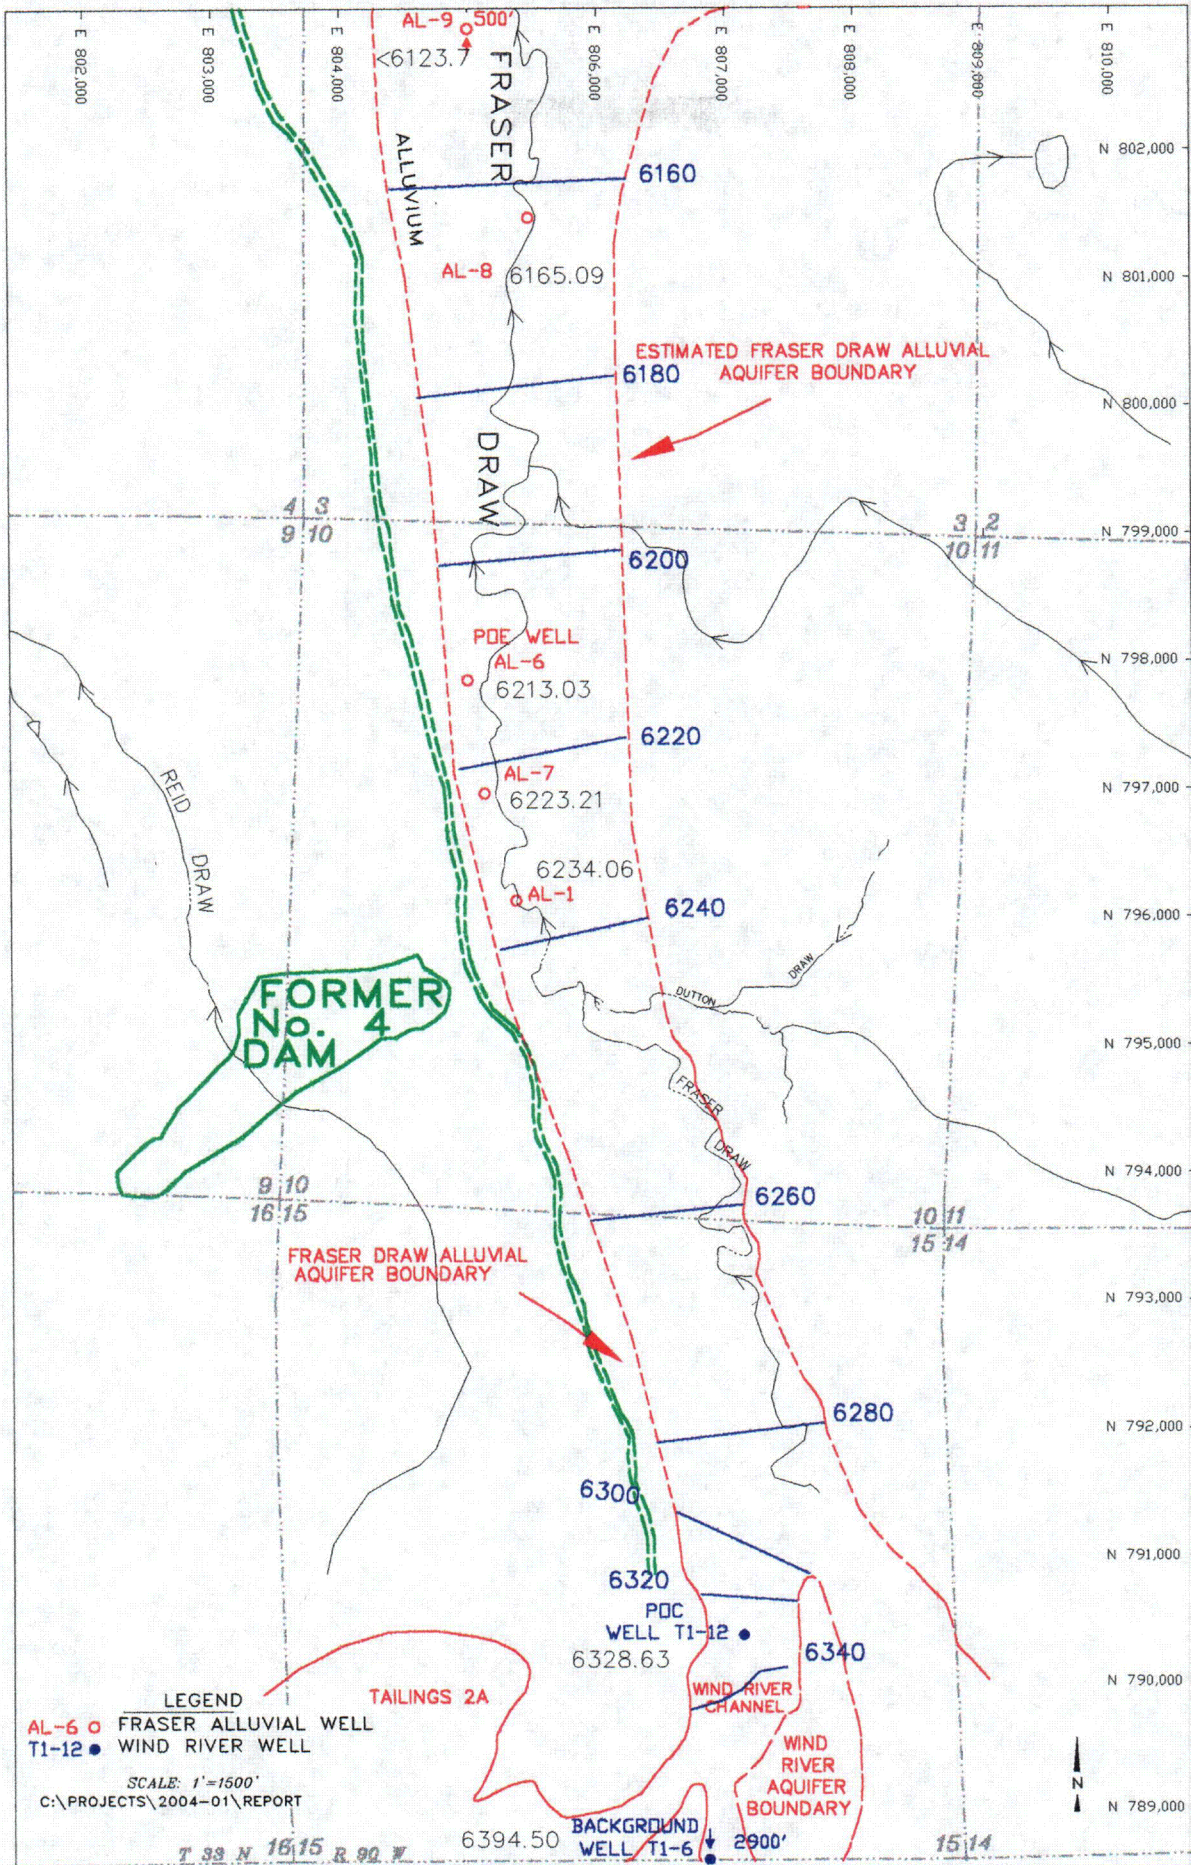 E 802,000
E 803,000
E 804,000
E 806,000
E 807,000
E 808,000
E 809,000
E 810,000
AL-9 500'
<6123.7
FRASER
ALLUVIUM
N 802,000
6160
AL-8 6165.09
N 801,000
ESTIMATED FRASER DRAW ALLUVIAL
AQUIFER BOUNDARY
6180
N 800,000
DRAW
4 3
9 10
3 2
10 11
N 799,000
6200
POE WELL
AL-6
6213.03
N 798,000
6220
AL-7
6223.21
N 797,000
REID
DRAW
6234.06
AL-1
6240
N 796,000
DRAW
DUTTON
FORMER
No. 4
DAM
N 795,000
FRASER
DRAW
N 794,000
9 10
16 15
6260
10 11
15 14
FRASER DRAW ALLUVIAL
AQUIFER BOUNDARY
N 793,000
6280
N 792,000
6300
N 791,000
6320
POC
WELL T1-12
6328.63
6340
N 790,000
TAILINGS 2A
WIND RIVER
CHANNEL
WIND
RIVER
AQUIFER
BOUNDARY
LEGEND
AL-6 FRASER ALLUVIAL WELL
T1-12 WIND RIVER WELL
SCALE: 1"=1500'
C:\PROJECTS\2004-01\REPORT
N
N 789,000
6394.50
BACKGROUND
WELL T1-6 2900'
T 33 N 16 15 R 90 W
15 14